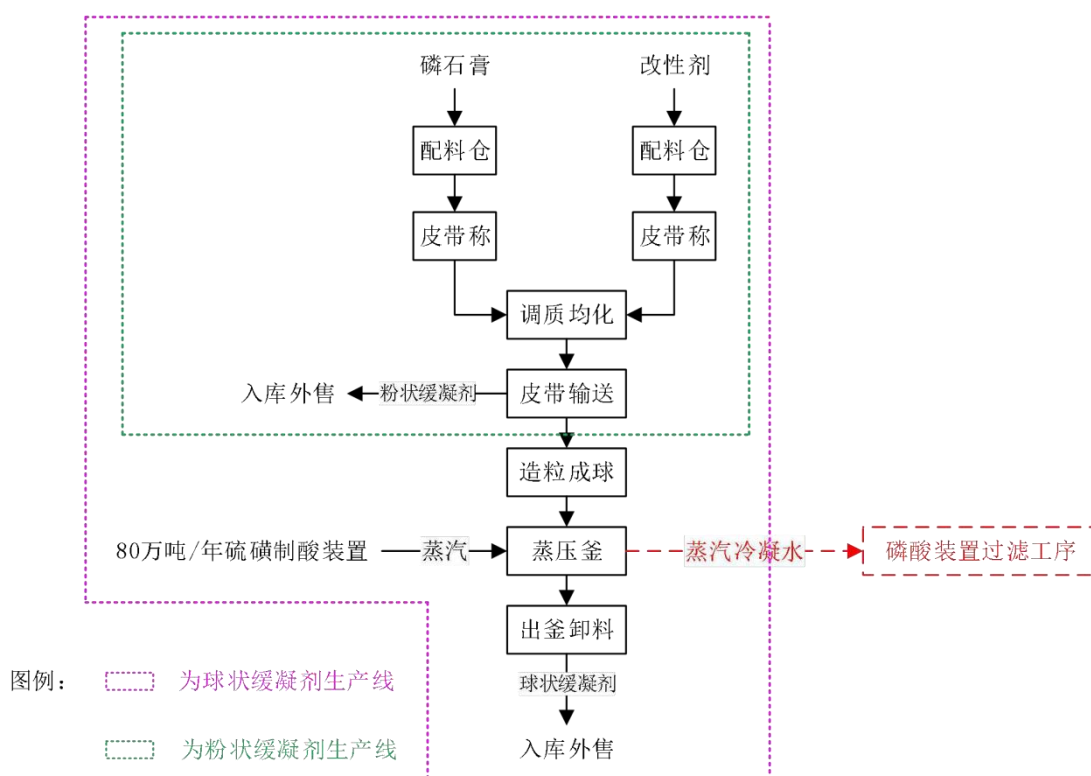 磷石膏
改性剂
配料仓
配料仓
皮带称
皮带称
调质均化
入库外售
粉状缓凝剂
皮带输送
造粒成球
80万吨/年硫磺制酸装置
蒸汽
蒸压釜
蒸汽冷凝水
磷酸装置过滤工序
出釜卸料
图例：
为球状缓凝剂生产线
球状缓凝剂
为粉状缓凝剂生产线
入库外售